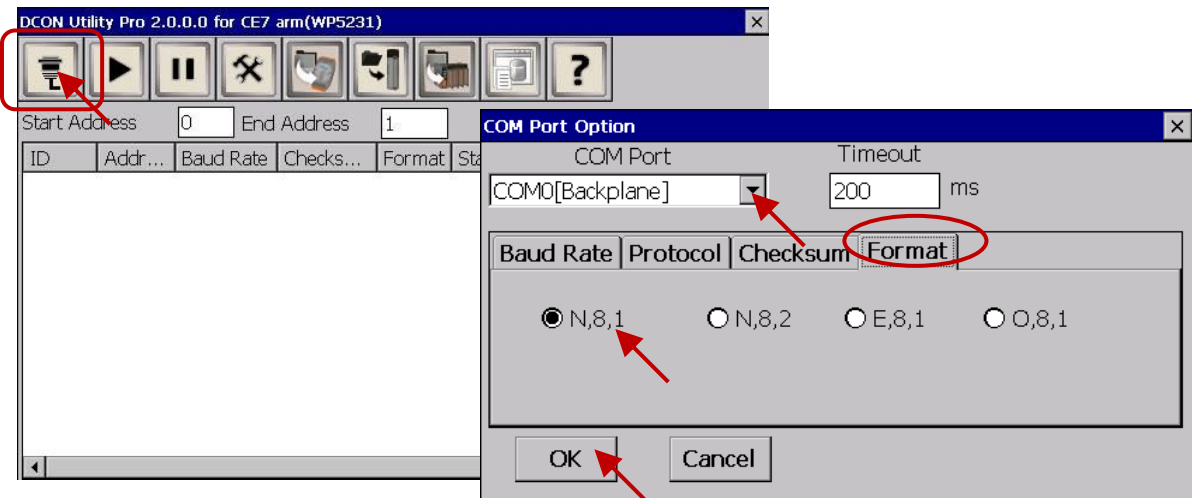 DCON Utility Pro 2.0.0.0 for CE7 arm(WP5231)
?
Start Address 0 End Address 1
ID Addr... Baud Rate Checks... Format Sta
COM Port Option
COM Port Timeout
COM0[Backplane] 200 ms
Baud Rate Protocol Checksum Format
N,8,1 N,8,2 E,8,1 O,8,1
OK Cancel